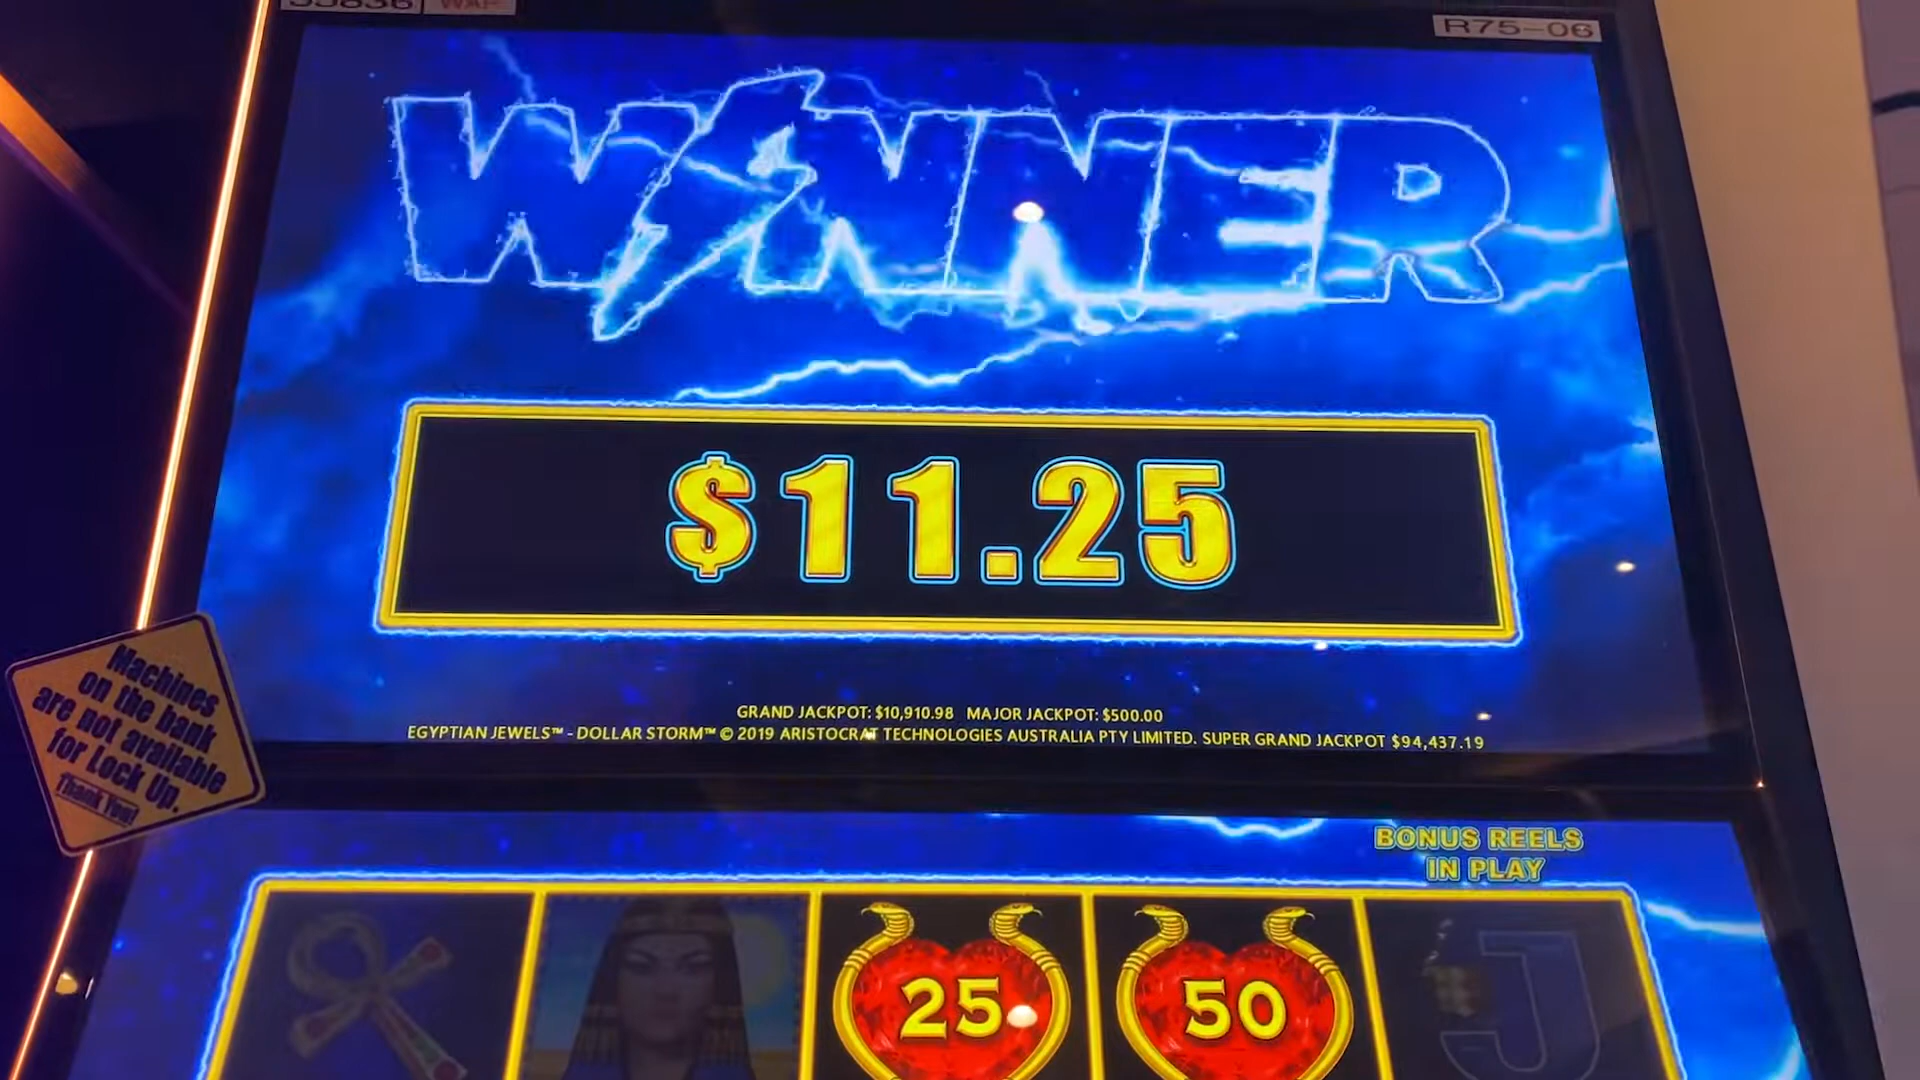 55836 WAP
R75-06
WINNER
$11.25
GRAND JACKPOT: $10,910.98 MAJOR JACKPOT: $500.00
EGYPTIAN JEWELS™ - DOLLAR STORM™ © 2019 ARISTOCRAT TECHNOLOGIES AUSTRALIA PTY LIMITED. SUPER GRAND JACKPOT $94,437.19
Machines
on the bank
are not available
for Lock Up.
Thank You!
BONUS REELS
IN PLAY
25
50
J